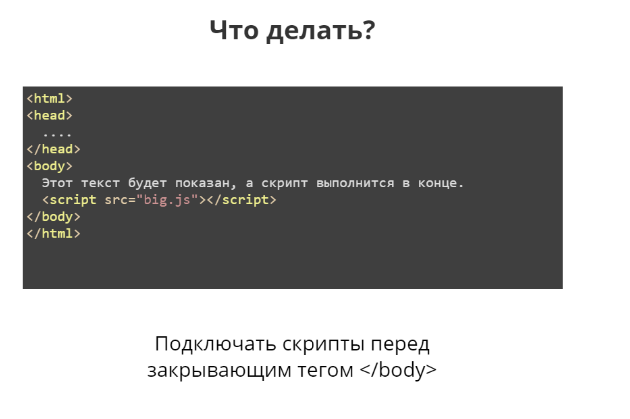 Что делать?
<html>
<head>
  ....
</head>
<body>
  Этот текст будет показан, а скрипт выполнится в конце.
  <script src="big.js"></script>
</body>
</html>
Подключать скрипты перед
закрывающим тегом </body>